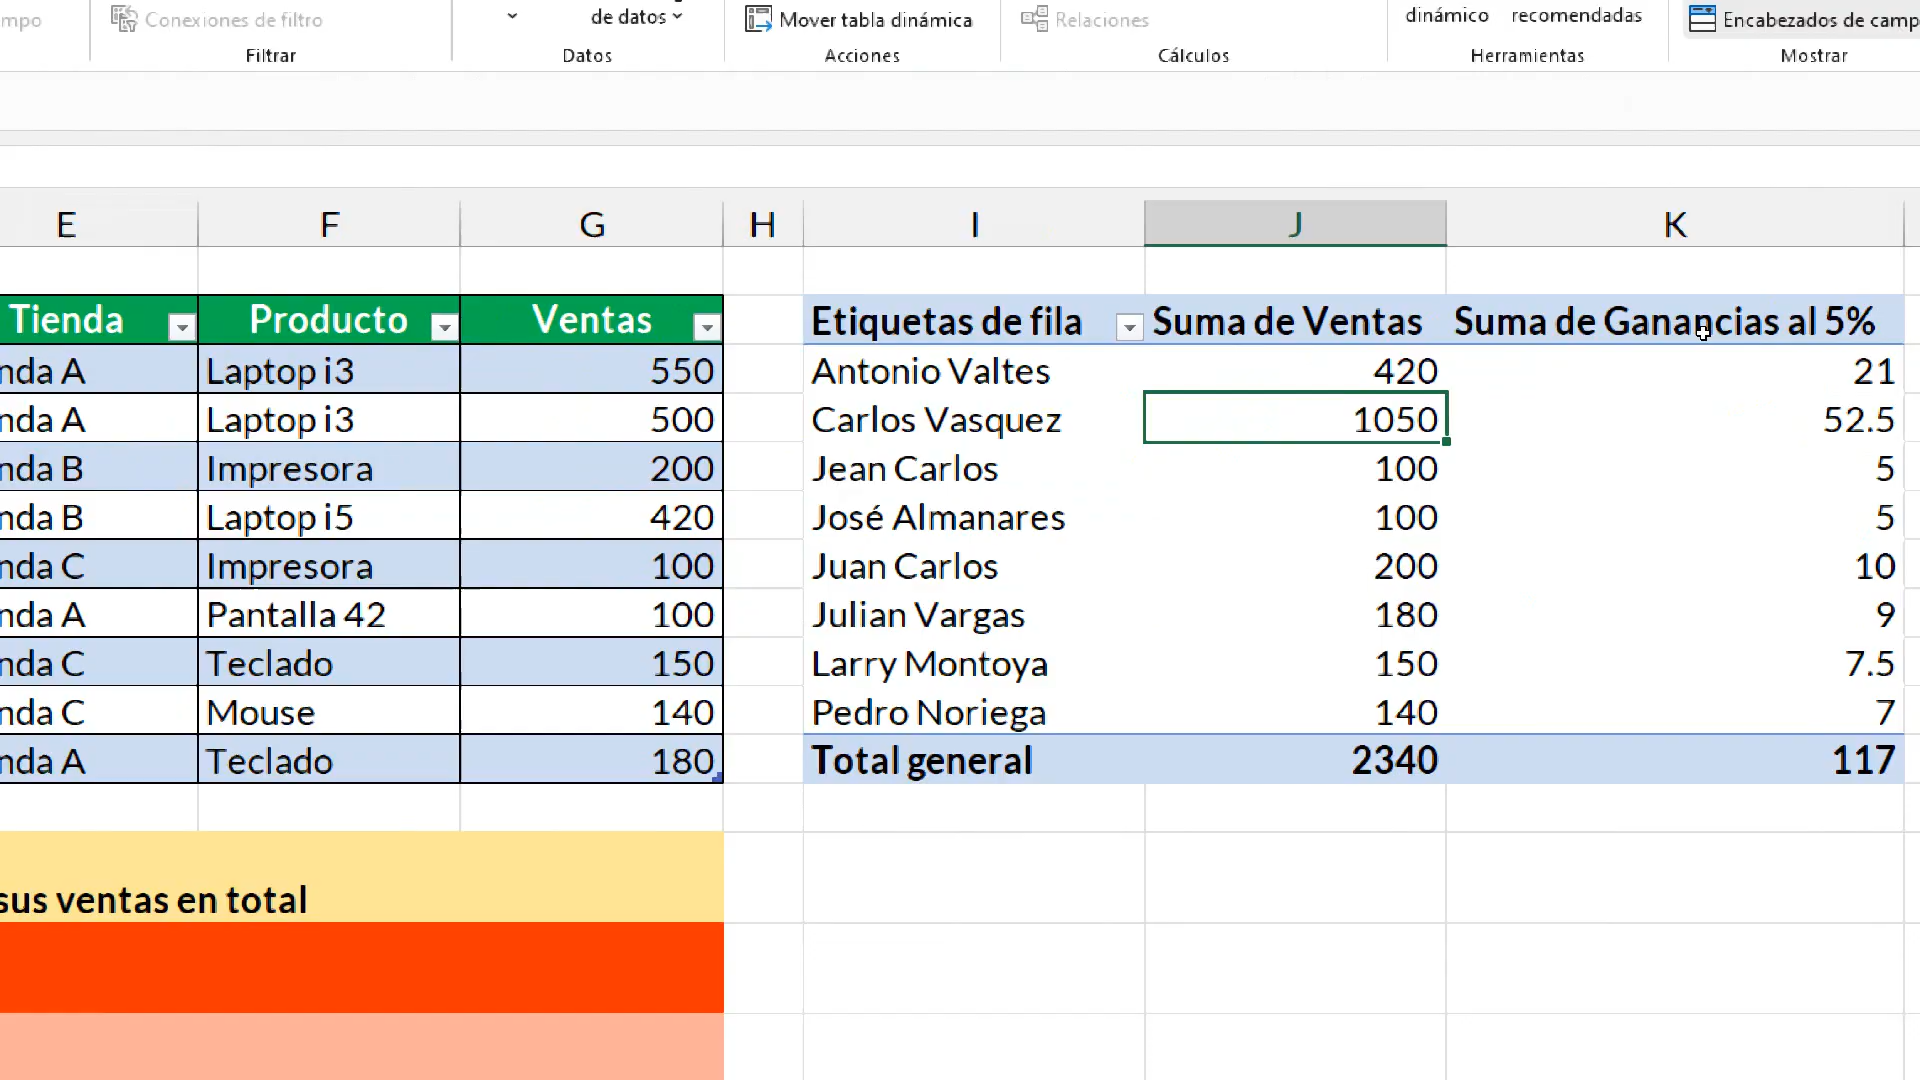 mpo
Conexiones de filtro
de datos
Mover tabla dinámica
Relaciones
dinámico
recomendadas
Encabezados de camp
Filtrar
Datos
Acciones
Cálculos
Herramientas
Mostrar
E F G H I J K
Tienda Producto Ventas Etiquetas de fila Suma de Ventas Suma de Ganancias al 5%
nda A Laptop i3 550 Antonio Valtes 420 21
nda A Laptop i3 500 Carlos Vasquez 1050 52.5
nda B Impresora 200 Jean Carlos 100 5
nda B Laptop i5 420 José Almanares 100 5
nda C Impresora 100 Juan Carlos 200 10
nda A Pantalla 42 100 Julian Vargas 180 9
nda C Teclado 150 Larry Montoya 150 7.5
nda C Mouse 140 Pedro Noriega 140 7
nda A Teclado 180 Total general 2340 117
sus ventas en total